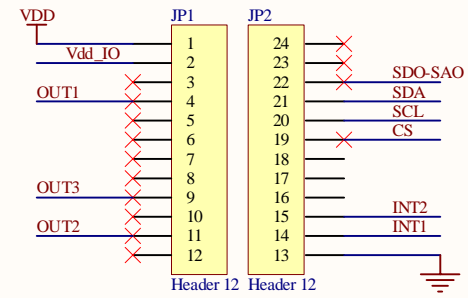 VDD JP1 JP2
1 24
Vdd_IO 2 23
3 22 SDO-SAO
OUT1 4 21 SDA
5 20 SCL
6 19 CS
7 18
8 17
OUT3 9 16
10 15 INT2
OUT2 11 14 INT1
12 13
Header 12 Header 12